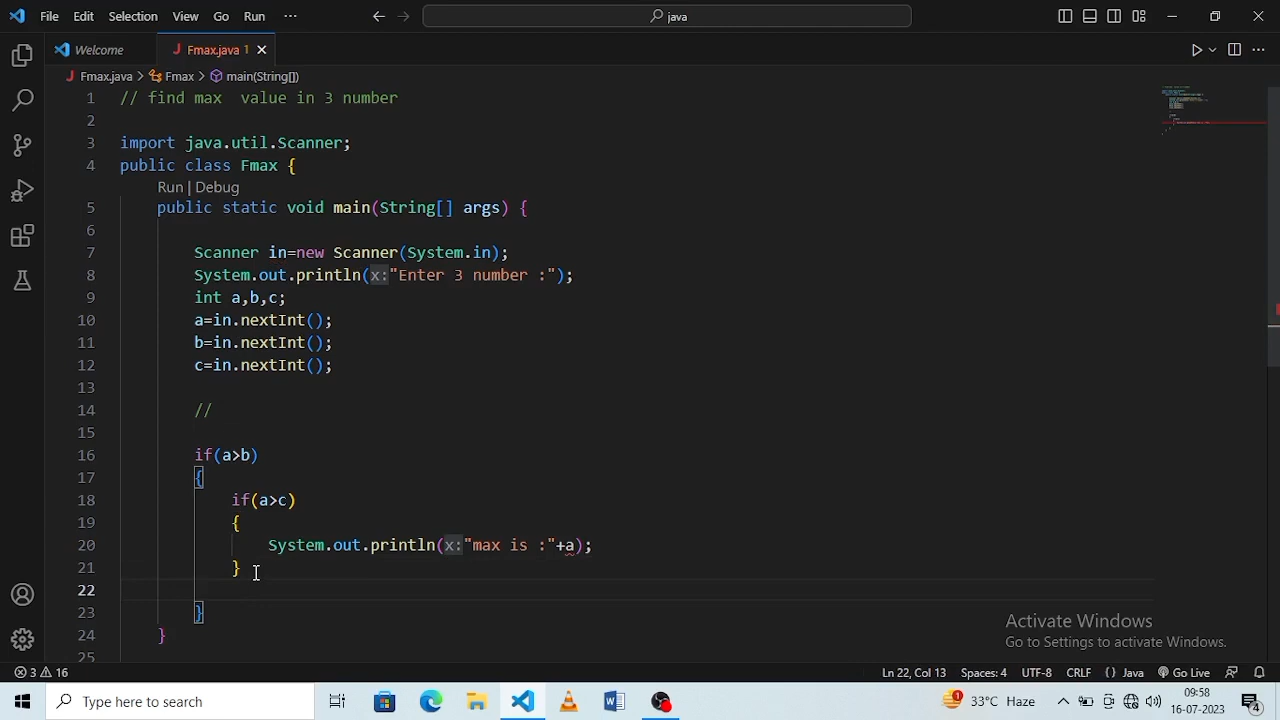 File Edit Selection View Go Run ··· java
Welcome Fmax.java 1
Fmax.java > Fmax > main(String[])
1 // find max  value in 3 number
2
3 import java.util.Scanner;
4 public class Fmax {
Run | Debug
5 public static void main(String[] args) {
6
7 Scanner in=new Scanner(System.in);
8 System.out.println(x:"Enter 3 number :");
9 int a,b,c;
10 a=in.nextInt();
11 b=in.nextInt();
12 c=in.nextInt();
13
14 //
15
16 if(a>b)
17 {
18 if(a>c)
19 {
20 System.out.println(x:"max is :"+a);
21 }
22
23 }
24 }
25
Activate Windows
Go to Settings to activate Windows.
3 16 Ln 22, Col 13 Spaces: 4 UTF-8 CRLF {} Java Go Live
Type here to search 33°C Haze 09:58
16-07-2023 4